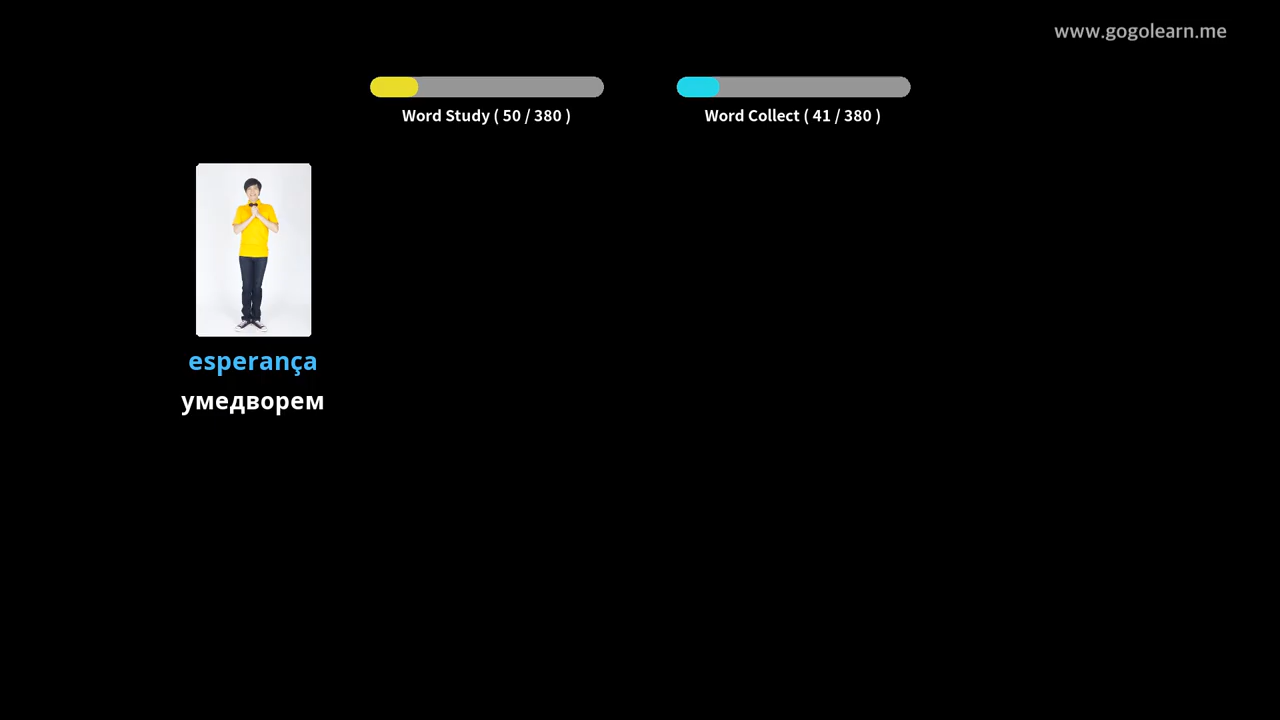 www.gogolearn.me
Word Study ( 50 / 380 )
Word Collect ( 41 / 380 )
esperança
умедворем